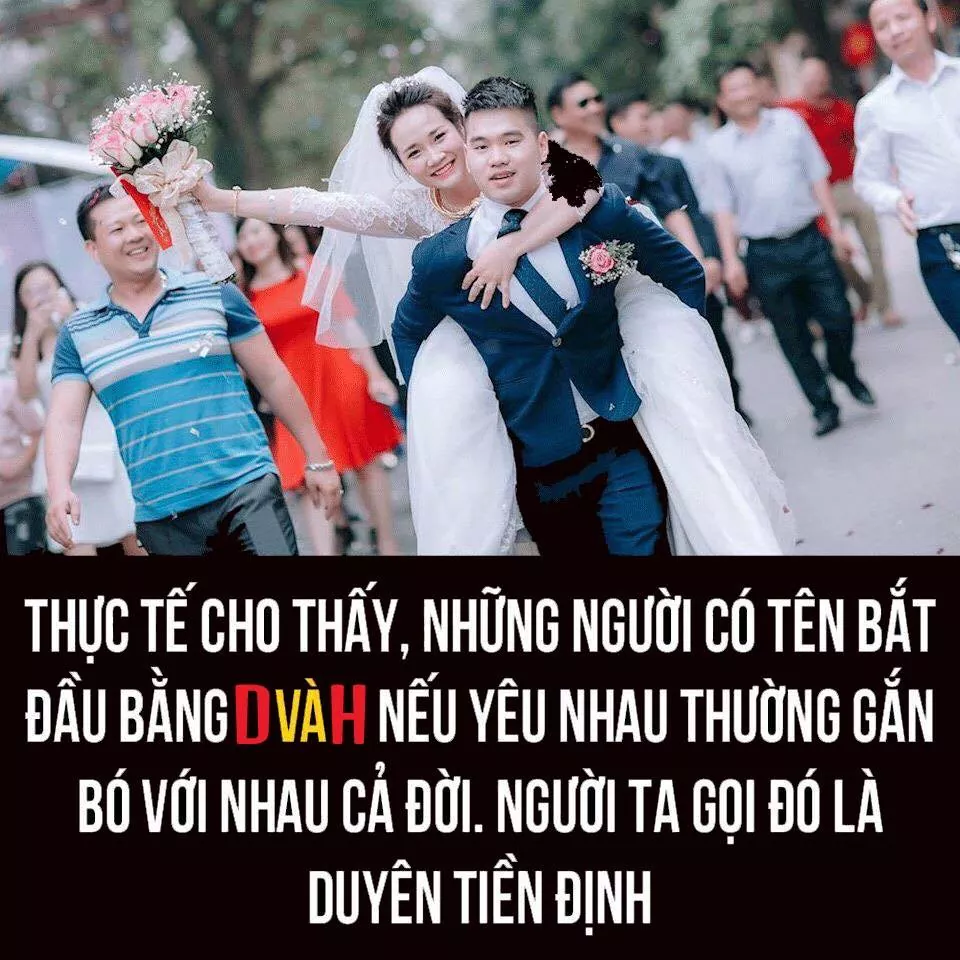 THỰC TẾ CHO THẤY, NHỮNG NGƯỜI CÓ TÊN BẮT
ĐẦU BẰNG D VÀ H NẾU YÊU NHAU THƯỜNG GẮN
BÓ VỚI NHAU CẢ ĐỜI. NGƯỜI TA GỌI ĐÓ LÀ
DUYÊN TIỀN ĐỊNH